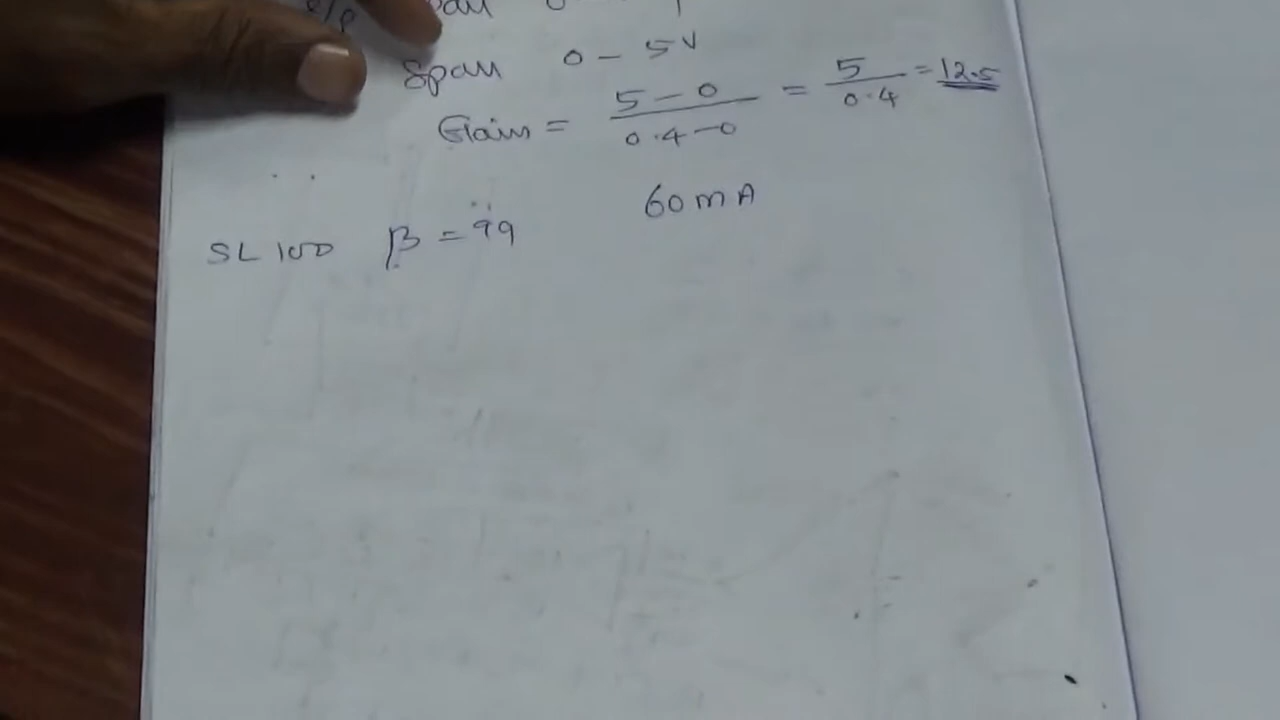 Span 0 - 5V
Gain = 5 - 0 / 0.4 - 0 = 5 / 0.4 = 12.5
60 mA
SL 100 β = 99